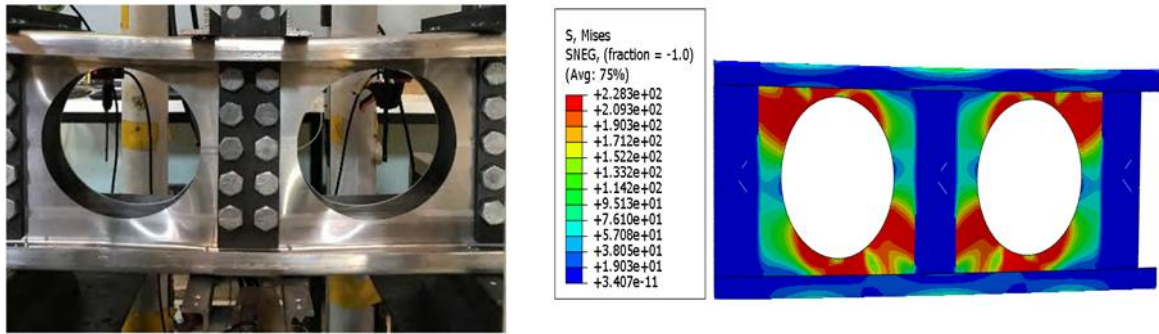 S, Mises
SNEG, (fraction = -1.0)
(Avg: 75%)
+2.283e+02
+2.093e+02
+1.903e+02
+1.712e+02
+1.522e+02
+1.332e+02
+1.142e+02
+9.513e+01
+7.610e+01
+5.708e+01
+3.805e+01
+1.903e+01
+3.407e-11